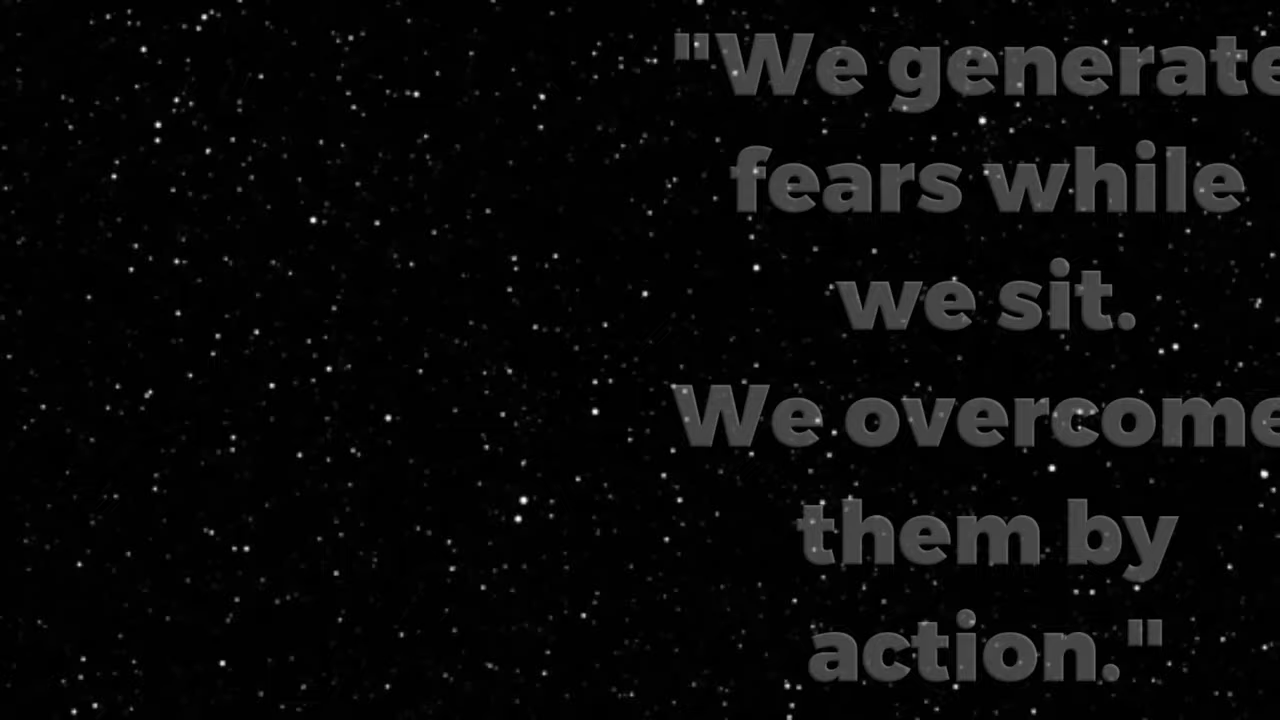 "We generate
fears while
we sit.
We overcome
them by
action."